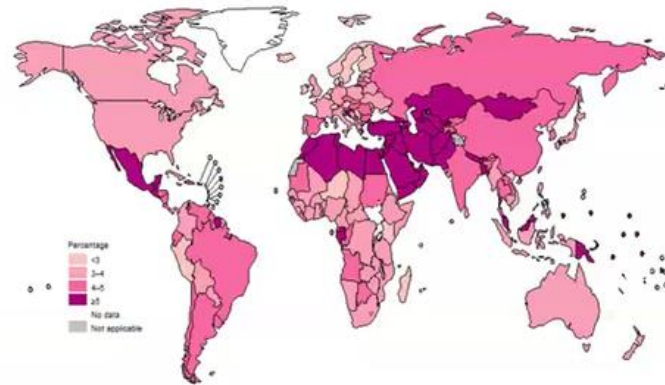 Percentage
<3
3–4
4–5
≥5
No data
Not applicable